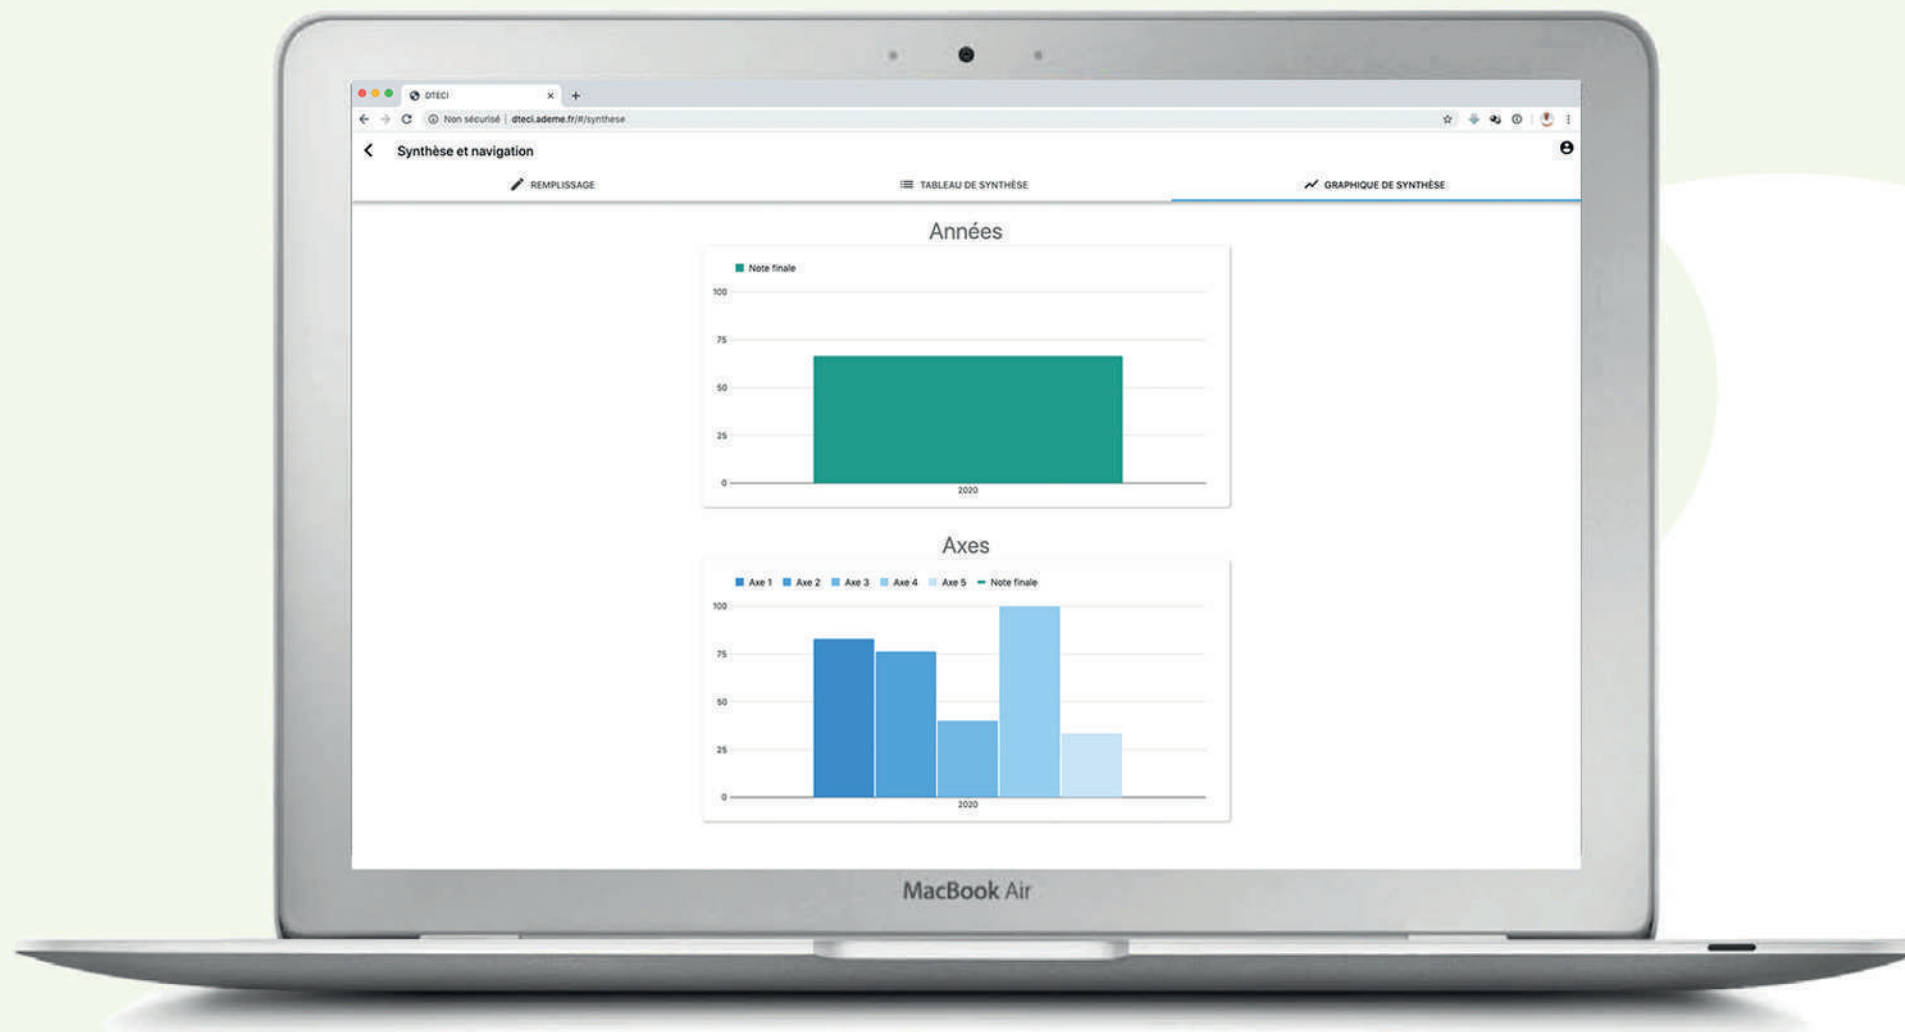 DTECI
Non sécurisé | dteci.ademe.fr/#/synthese
Synthèse et navigation
REMPLISSAGE
TABLEAU DE SYNTHÈSE
GRAPHIQUE DE SYNTHÈSE
Années
Note finale
100
75
50
25
0
2020
Axes
Axe 1 Axe 2 Axe 3 Axe 4 Axe 5 Note finale
100
75
50
25
0
2020
MacBook Air